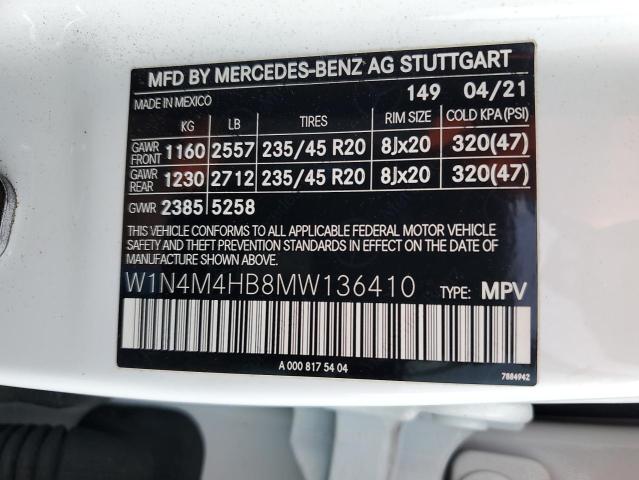 MFD BY MERCEDES-BENZ AG STUTTGART
MADE IN MEXICO 149 04/21
KG LB TIRES RIM SIZE COLD KPA (PSI)
GAWR FRONT 1160 2557 235/45 R20 8Jx20 320(47)
GAWR REAR 1230 2712 235/45 R20 8Jx20 320(47)
GVWR 2385 5258
THIS VEHICLE CONFORMS TO ALL APPLICABLE FEDERAL MOTOR VEHICLE
SAFETY AND THEFT PREVENTION STANDARDS IN EFFECT ON THE DATE OF
MANUFACTURE SHOWN ABOVE.
W1N4M4HB8MW136410 TYPE: MPV
A 000 817 54 04
7884942